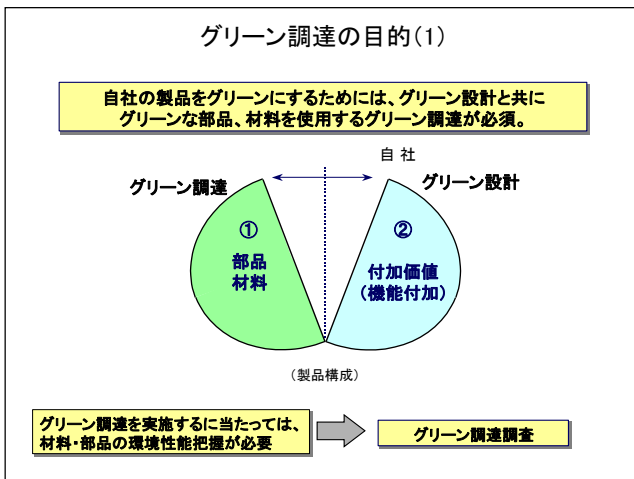 グリーン調達の目的(1)
自社の製品をグリーンにするためには、グリーン設計と共に
グリーンな部品、材料を使用するグリーン調達が必須。
自 社
グリーン調達
グリーン設計
①
部品
材料
②
付加価値
(機能付加)
(製品構成)
グリーン調達を実施するに当たっては、
材料・部品の環境性能把握が必要
グリーン調達調査